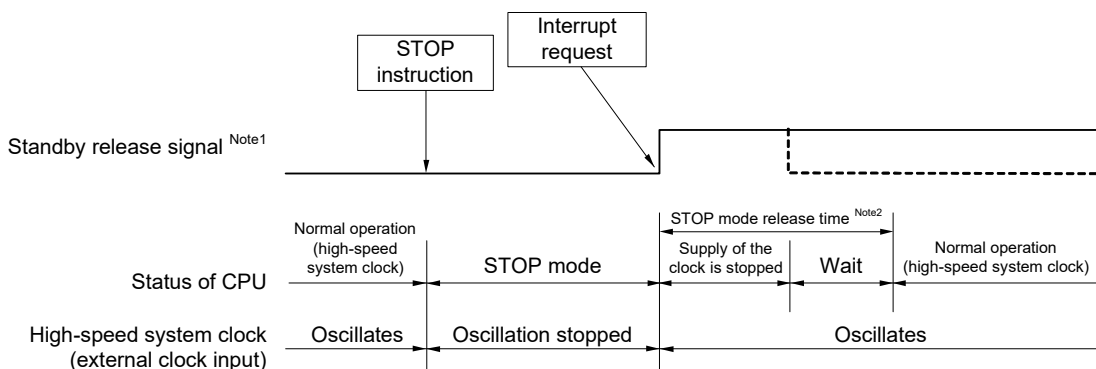 STOP
instruction
Interrupt
request
Standby release signal Note1
STOP mode release time Note2
Normal operation
(high-speed
system clock)
Supply of the
clock is stopped
Normal operation
(high-speed system clock)
Status of CPU
STOP mode
Wait
High-speed system clock
(external clock input)
Oscillates
Oscillation stopped
Oscillates